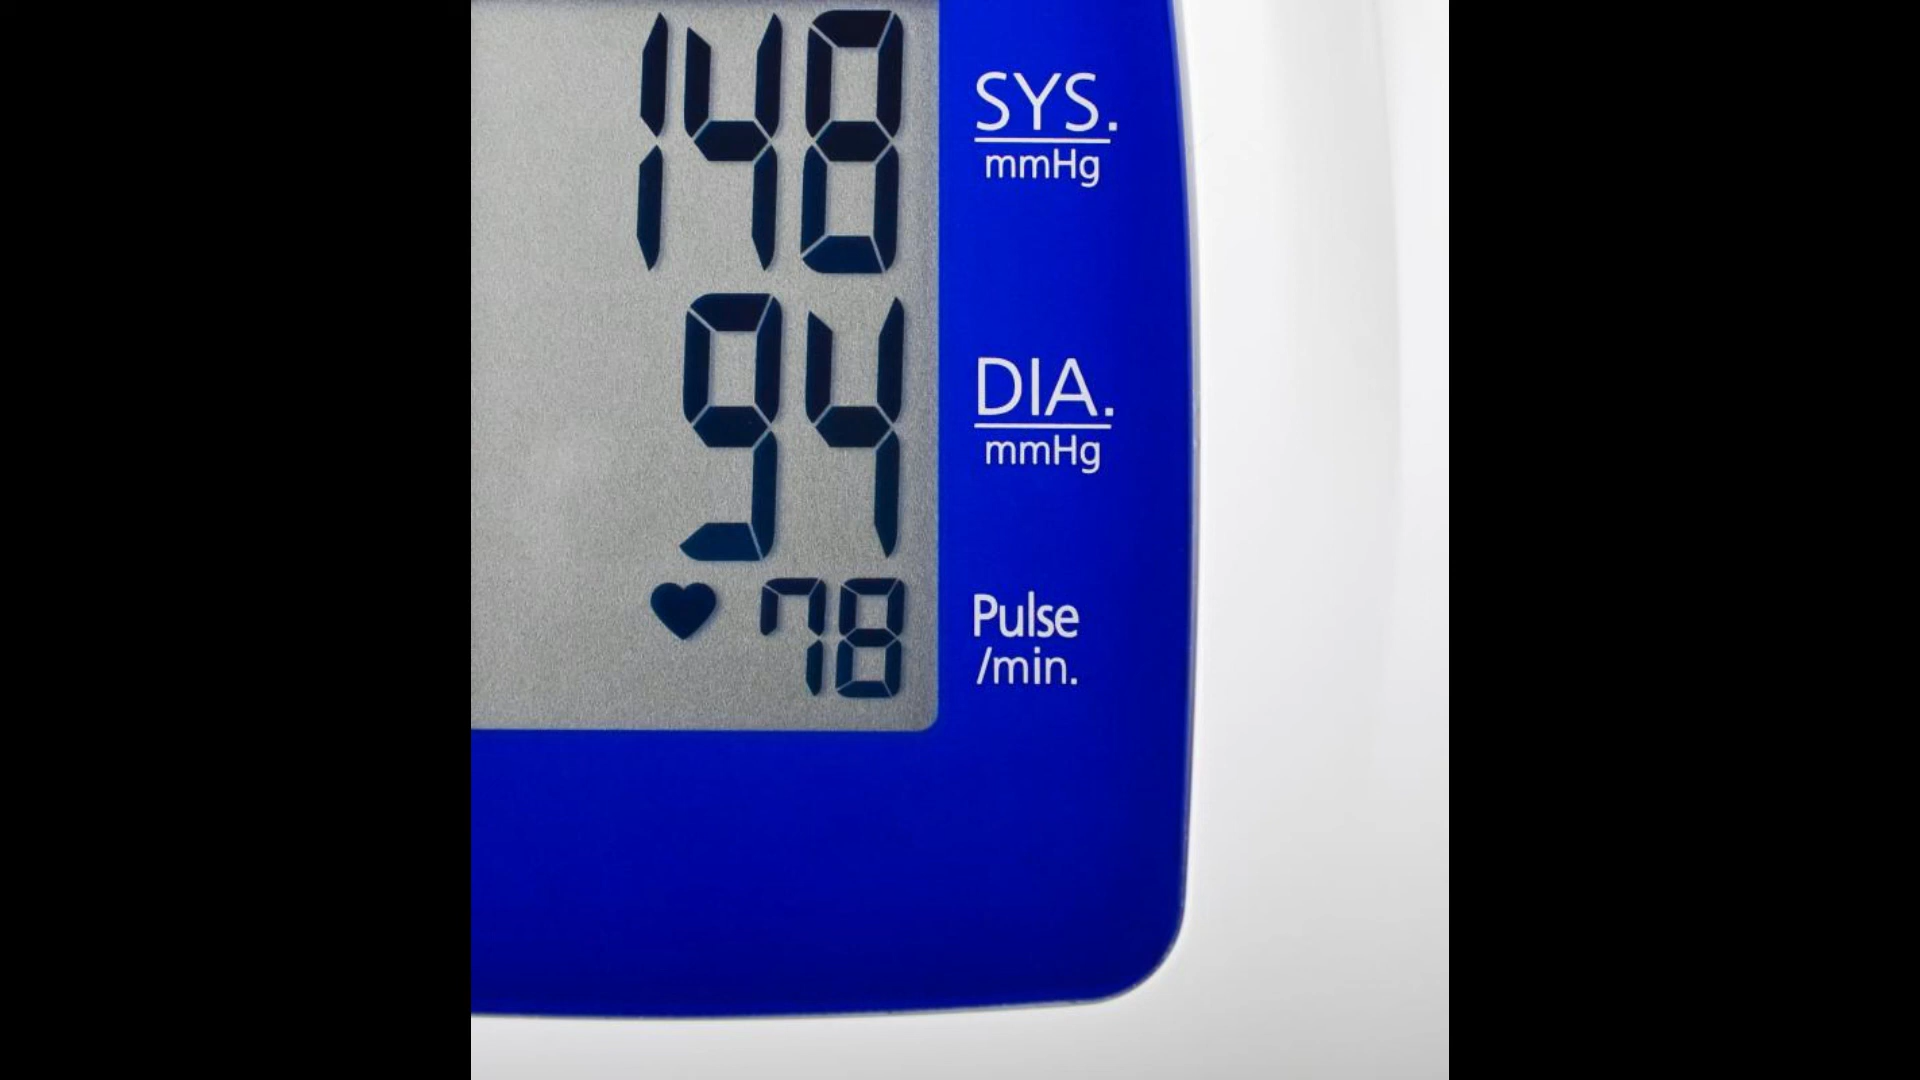 148 SYS.
mmHg
94 DIA.
mmHg
78 Pulse
/min.